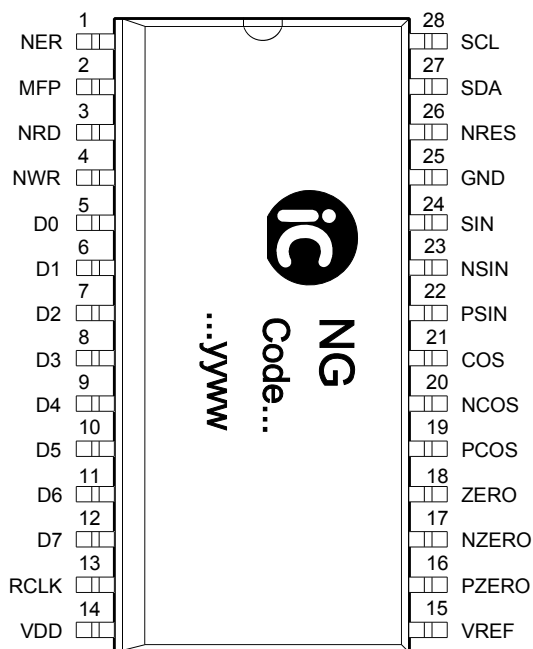 1 28
NER SCL
2 27
MFP SDA
3 26
NRD NRES
4 25
NWR GND
5 24
D0 SIN
6 23
D1 NSIN
7 22
D2 PSIN
8 21
D3 COS
9 20
D4 NCOS
10 19
D5 PCOS
11 18
D6 ZERO
12 17
D7 NZERO
13 16
RCLK PZERO
14 15
VDD VREF
iC
NG
Code...
...yyww